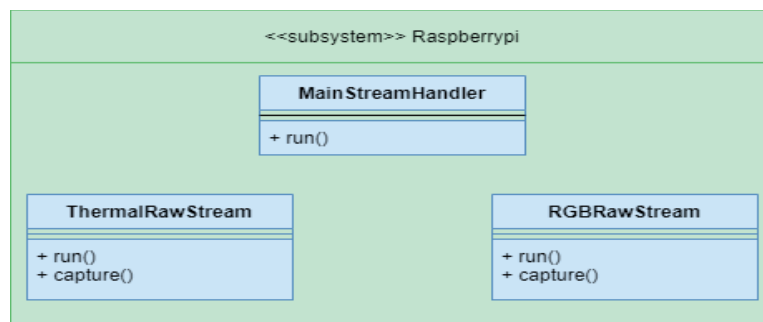 <<subsystem>> Raspberrypi
MainStreamHandler
+ run()
ThermalRawStream
+ run()
+ capture()
RGBRawStream
+ run()
+ capture()